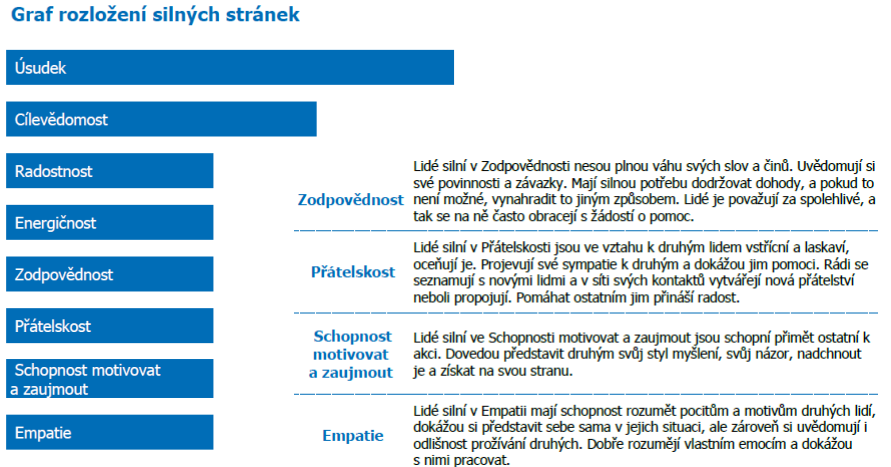 Graf rozložení silných stránek
Úsudek
Cílevědomost
Radostnost
Energičnost
Zodpovědnost
Přátelskost
Schopnost motivovat
a zaujmout
Empatie
Zodpovědnost
Lidé silní v Zodpovědnosti nesou plnou váhu svých slov a činů. Uvědomují si
své povinnosti a závazky. Mají silnou potřebu dodržovat dohody, a pokud to
není možné, vynahradit to jiným způsobem. Lidé je považují za spolehlivé, a
tak se na ně často obracejí s žádostí o pomoc.
Přátelskost
Lidé silní v Přátelskosti jsou ve vztahu k druhým lidem vstřícní a laskaví,
oceňují je. Projevují své sympatie k druhým a dokážou jim pomoci. Rádi se
seznamují s novými lidmi a v síti svých kontaktů vytvářejí nová přátelství
neboli propojují. Pomáhat ostatním jim přináší radost.
Schopnost
motivovat
a zaujmout
Lidé silní ve Schopnosti motivovat a zaujmout jsou schopní přimět ostatní k
akci. Dovedou představit druhým svůj styl myšlení, svůj názor, nadchnout
je a získat na svou stranu.
Empatie
Lidé silní v Empatii mají schopnost rozumět pocitům a motivům druhých lidí,
dokážou si představit sebe sama v jejich situaci, ale zároveň si uvědomují i
odlišnost prožívání druhých. Dobře rozumějí vlastním emocím a dokážou
s nimi pracovat.